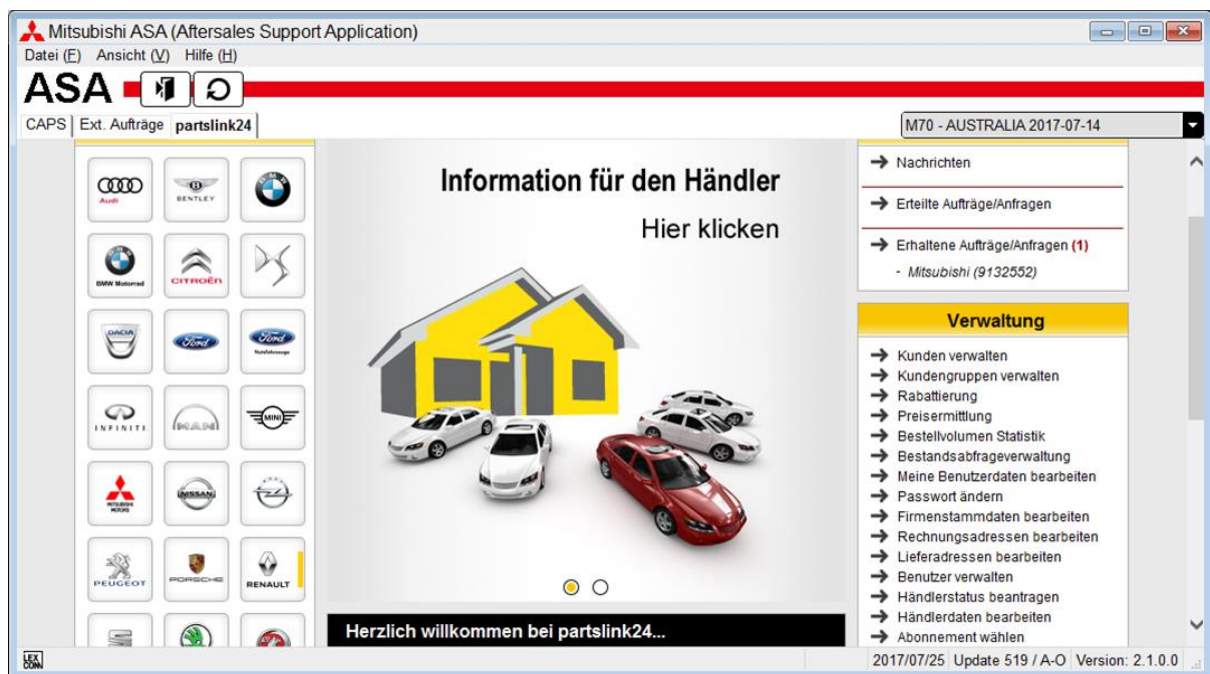 Mitsubishi ASA (Aftersales Support Application)
Datei (F) Ansicht (V) Hilfe (H)
ASA
CAPS Ext. Aufträge partslink24
M70 - AUSTRALIA 2017-07-14
Audi
BENTLEY
BMW Motorrad
CITROËN
DACIA
Ford
Ford
Nutzfahrzeuge
INFINITI
MAN
MINI
MITSUBISHI
MOTORS
NISSAN
PEUGEOT
PORSCHE
RENAULT
Information für den Händler
Hier klicken
Herzlich willkommen bei partslink24...
Nachrichten
Erteilte Aufträge/Anfragen
Erhaltene Aufträge/Anfragen (1)
- Mitsubishi (9132552)
Verwaltung
Kunden verwalten
Kundengruppen verwalten
Rabattierung
Preisermittlung
Bestellvolumen Statistik
Bestandsabfrageverwaltung
Meine Benutzerdaten bearbeiten
Passwort ändern
Firmenstammdaten bearbeiten
Rechnungsadressen bearbeiten
Lieferadressen bearbeiten
Benutzer verwalten
Händlerstatus beantragen
Händlerdaten bearbeiten
Abonnement wählen
LEX
COM
2017/07/25 Update 519 / A-O Version: 2.1.0.0